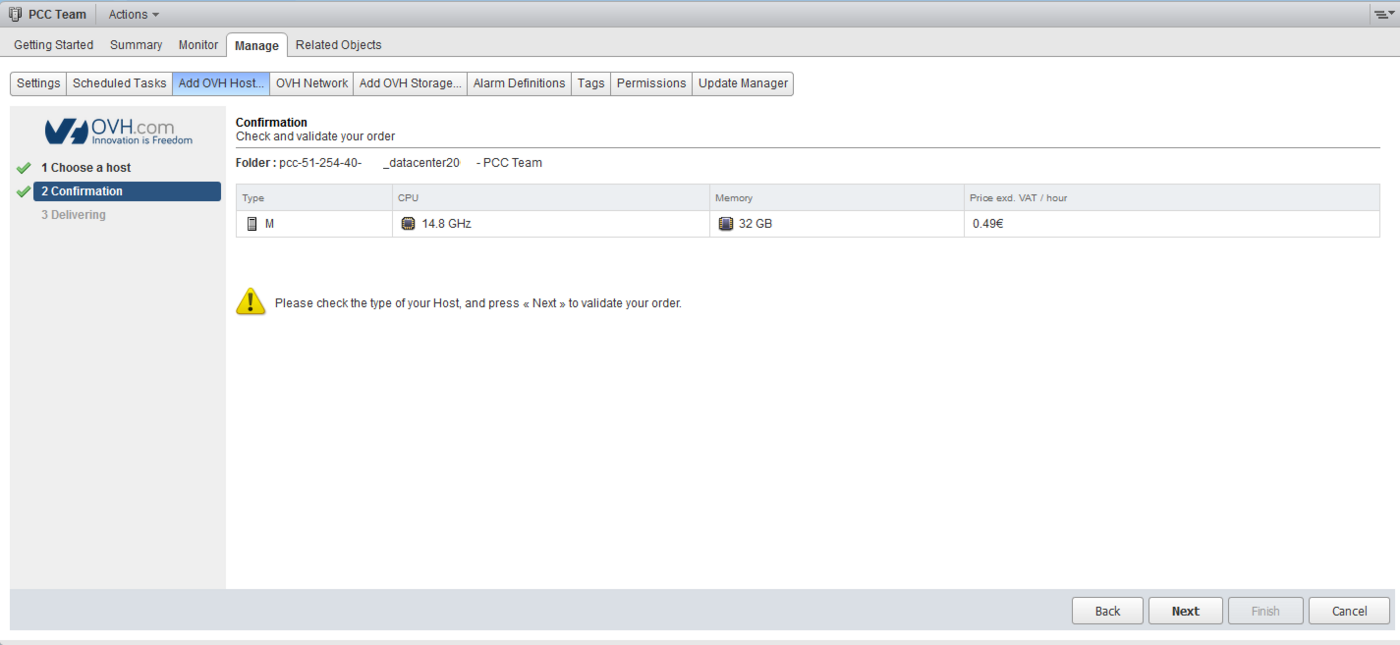 PCC Team Actions
Getting Started Summary Monitor Manage Related Objects
Settings Scheduled Tasks Add OVH Host... OVH Network Add OVH Storage... Alarm Definitions Tags Permissions Update Manager
OVH.com
Innovation is Freedom
1 Choose a host
2 Confirmation
3 Delivering
Confirmation
Check and validate your order
Folder : pcc-51-254-40- _datacenter20 - PCC Team
Type CPU Memory Price exd. VAT / hour
M 14.8 GHz 32 GB 0.49€
Please check the type of your Host, and press « Next » to validate your order.
Back Next Finish Cancel